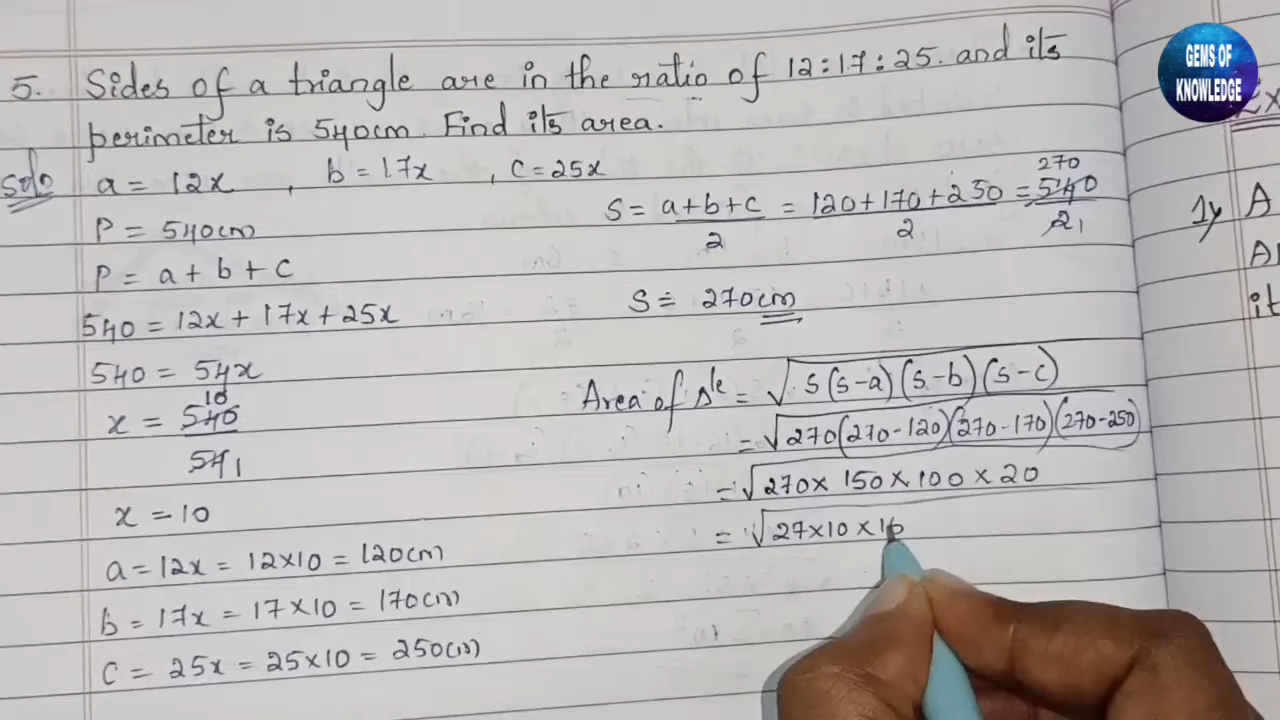 GEMS OF
KNOWLEDGE
5. Sides of a triangle are in the ratio of 12:17:25. and its
perimeter is 540cm. Find its area.
a = 12x , b = 17x , c = 25x
P = 540cm
P = a + b + c
540 = 12x + 17x + 25x
540 = 54x
10
x = 540
54 1
x = 10
a = 12x = 12×10 = 120cm
b = 17x = 17×10 = 170cm
c = 25x = 25×10 = 250cm
270
S = a+b+c = 120+170+250 = 540
2 2 2 1
S = 270cm
Area of Δle = √s(s-a)(s-b)(s-c)
= √270(270-120)(270-170)(270-250)
= √270× 150×100×20
= √27×10×1
1y A
it